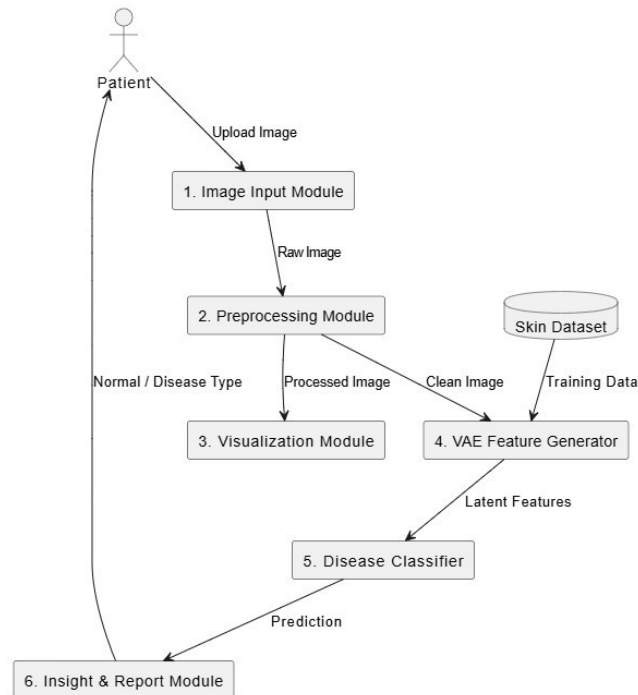 Patient
Upload Image
1. Image Input Module
Raw Image
2. Preprocessing Module
Skin Dataset
Normal / Disease Type
Processed Image
Clean Image
Training Data
3. Visualization Module
4. VAE Feature Generator
Latent Features
5. Disease Classifier
Prediction
6. Insight & Report Module